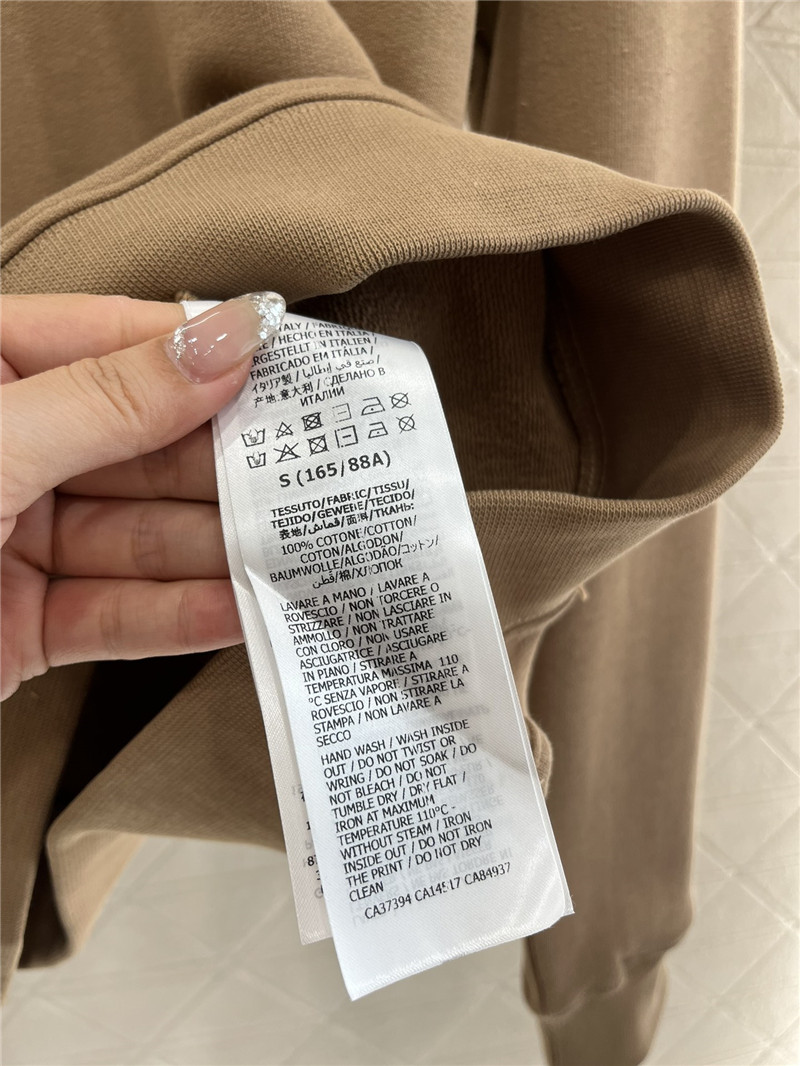 ITALY / FABRI
E / HECHO EN ITALIA /
RGESTELLT IN ITALIEN /
FABRICADO EM ITÁLIA /
イタリア製 / صنع في إيطاليا /
产地:意大利 / СДЕЛАНО В
ИТАЛИИ
S (165/88A)
TESSUTO/FABRIC/TISSU/
TEJIDO/GEWEBE/TECIDO/
表地/قماش/面料/ТКАНЬ:
100% COTONE/COTTON/
COTON/ALGODON/
BAUMWOLLE/ALGODÃO/コットン/
قطن/棉/ХЛОПОК
LAVARE A MANO / LAVARE A
ROVESCIO / NON TORCERE O
STRIZZARE / NON LASCIARE IN
AMMOLLO / NON TRATTARE
CON CLORO / NON USARE
ASCIUGATRICE / ASCIUGARE
IN PIANO / STIRARE A
TEMPERATURA MASSIMA 110
°C SENZA VAPORE / STIRARE A
ROVESCIO / NON STIRARE LA
STAMPA / NON LAVARE A
SECCO
HAND WASH / WASH INSIDE
OUT / DO NOT TWIST OR
WRING / DO NOT SOAK / DO
NOT BLEACH / DO NOT
TUMBLE DRY / DRY FLAT /
IRON AT MAXIMUM
TEMPERATURE 110°C -
WITHOUT STEAM / IRON
INSIDE OUT / DO NOT IRON
THE PRINT / DO NOT DRY
CLEAN
CA37394 CA14517 CA84937